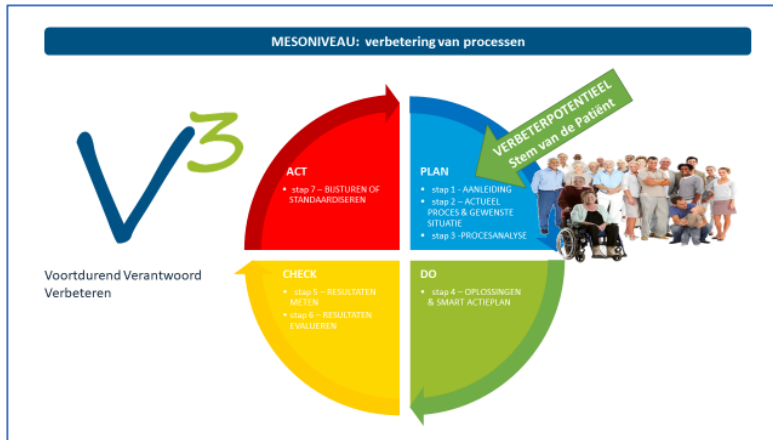 MESONIVEAU: verbetering van processen
V3
Voortdurend Verantwoord
Verbeteren
ACT
• stap 7 – BIJSTUREN OF
STANDAARDISEREN
PLAN
• stap 1 - AANLEIDING
• stap 2 – ACTUEEL
PROCES & GEWENSTE
SITUATIE
• stap 3 -PROCESANALYSE
VERBETERPOTENTIEEL
Stem van de Patiënt
CHECK
• stap 5 – RESULTATEN
METEN
• stap 6 – RESULTATEN
EVALUEREN
DO
• stap 4 – OPLOSSINGEN
& SMART ACTIEPLAN